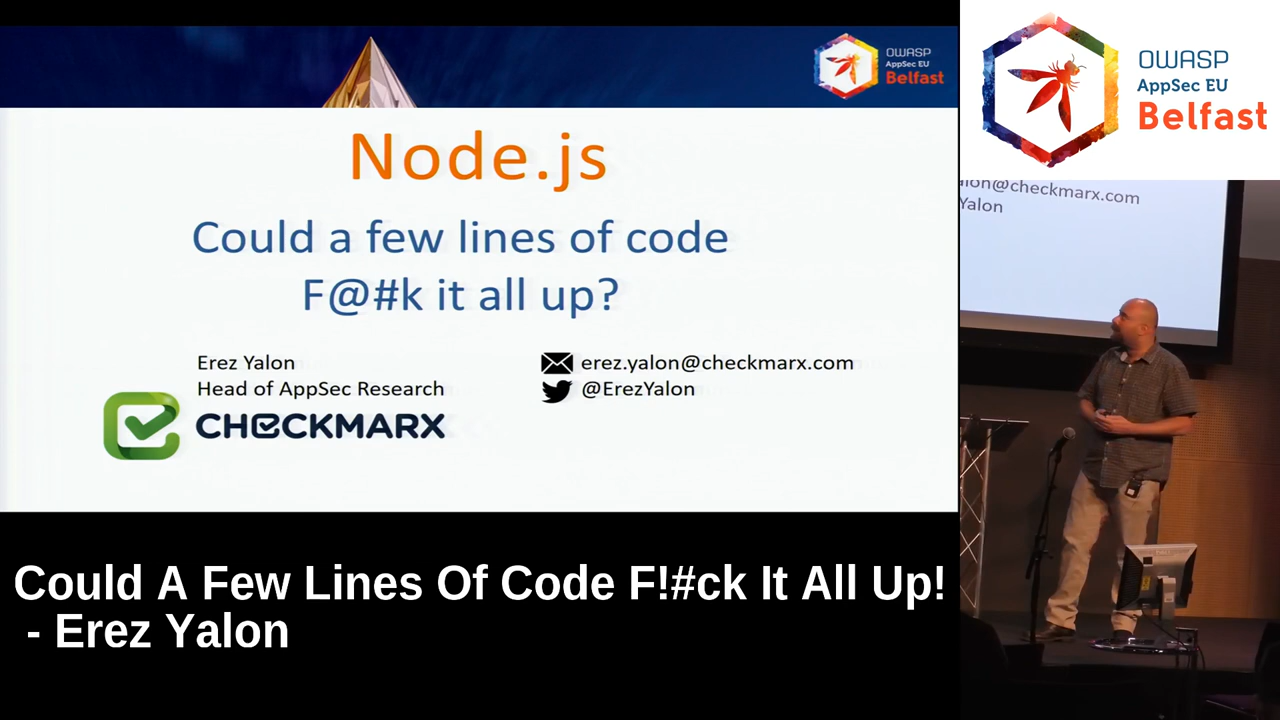 OWASP
AppSec EU
Belfast
Node.js
Could a few lines of code
F@#k it all up?
Erez Yalon
Head of AppSec Research
CHECKMARX
erez.yalon@checkmarx.com
@ErezYalon
OWASP
AppSec EU
Belfast
alon@checkmarx.com
Yalon
Could A Few Lines Of Code F!#ck It All Up!
- Erez Yalon